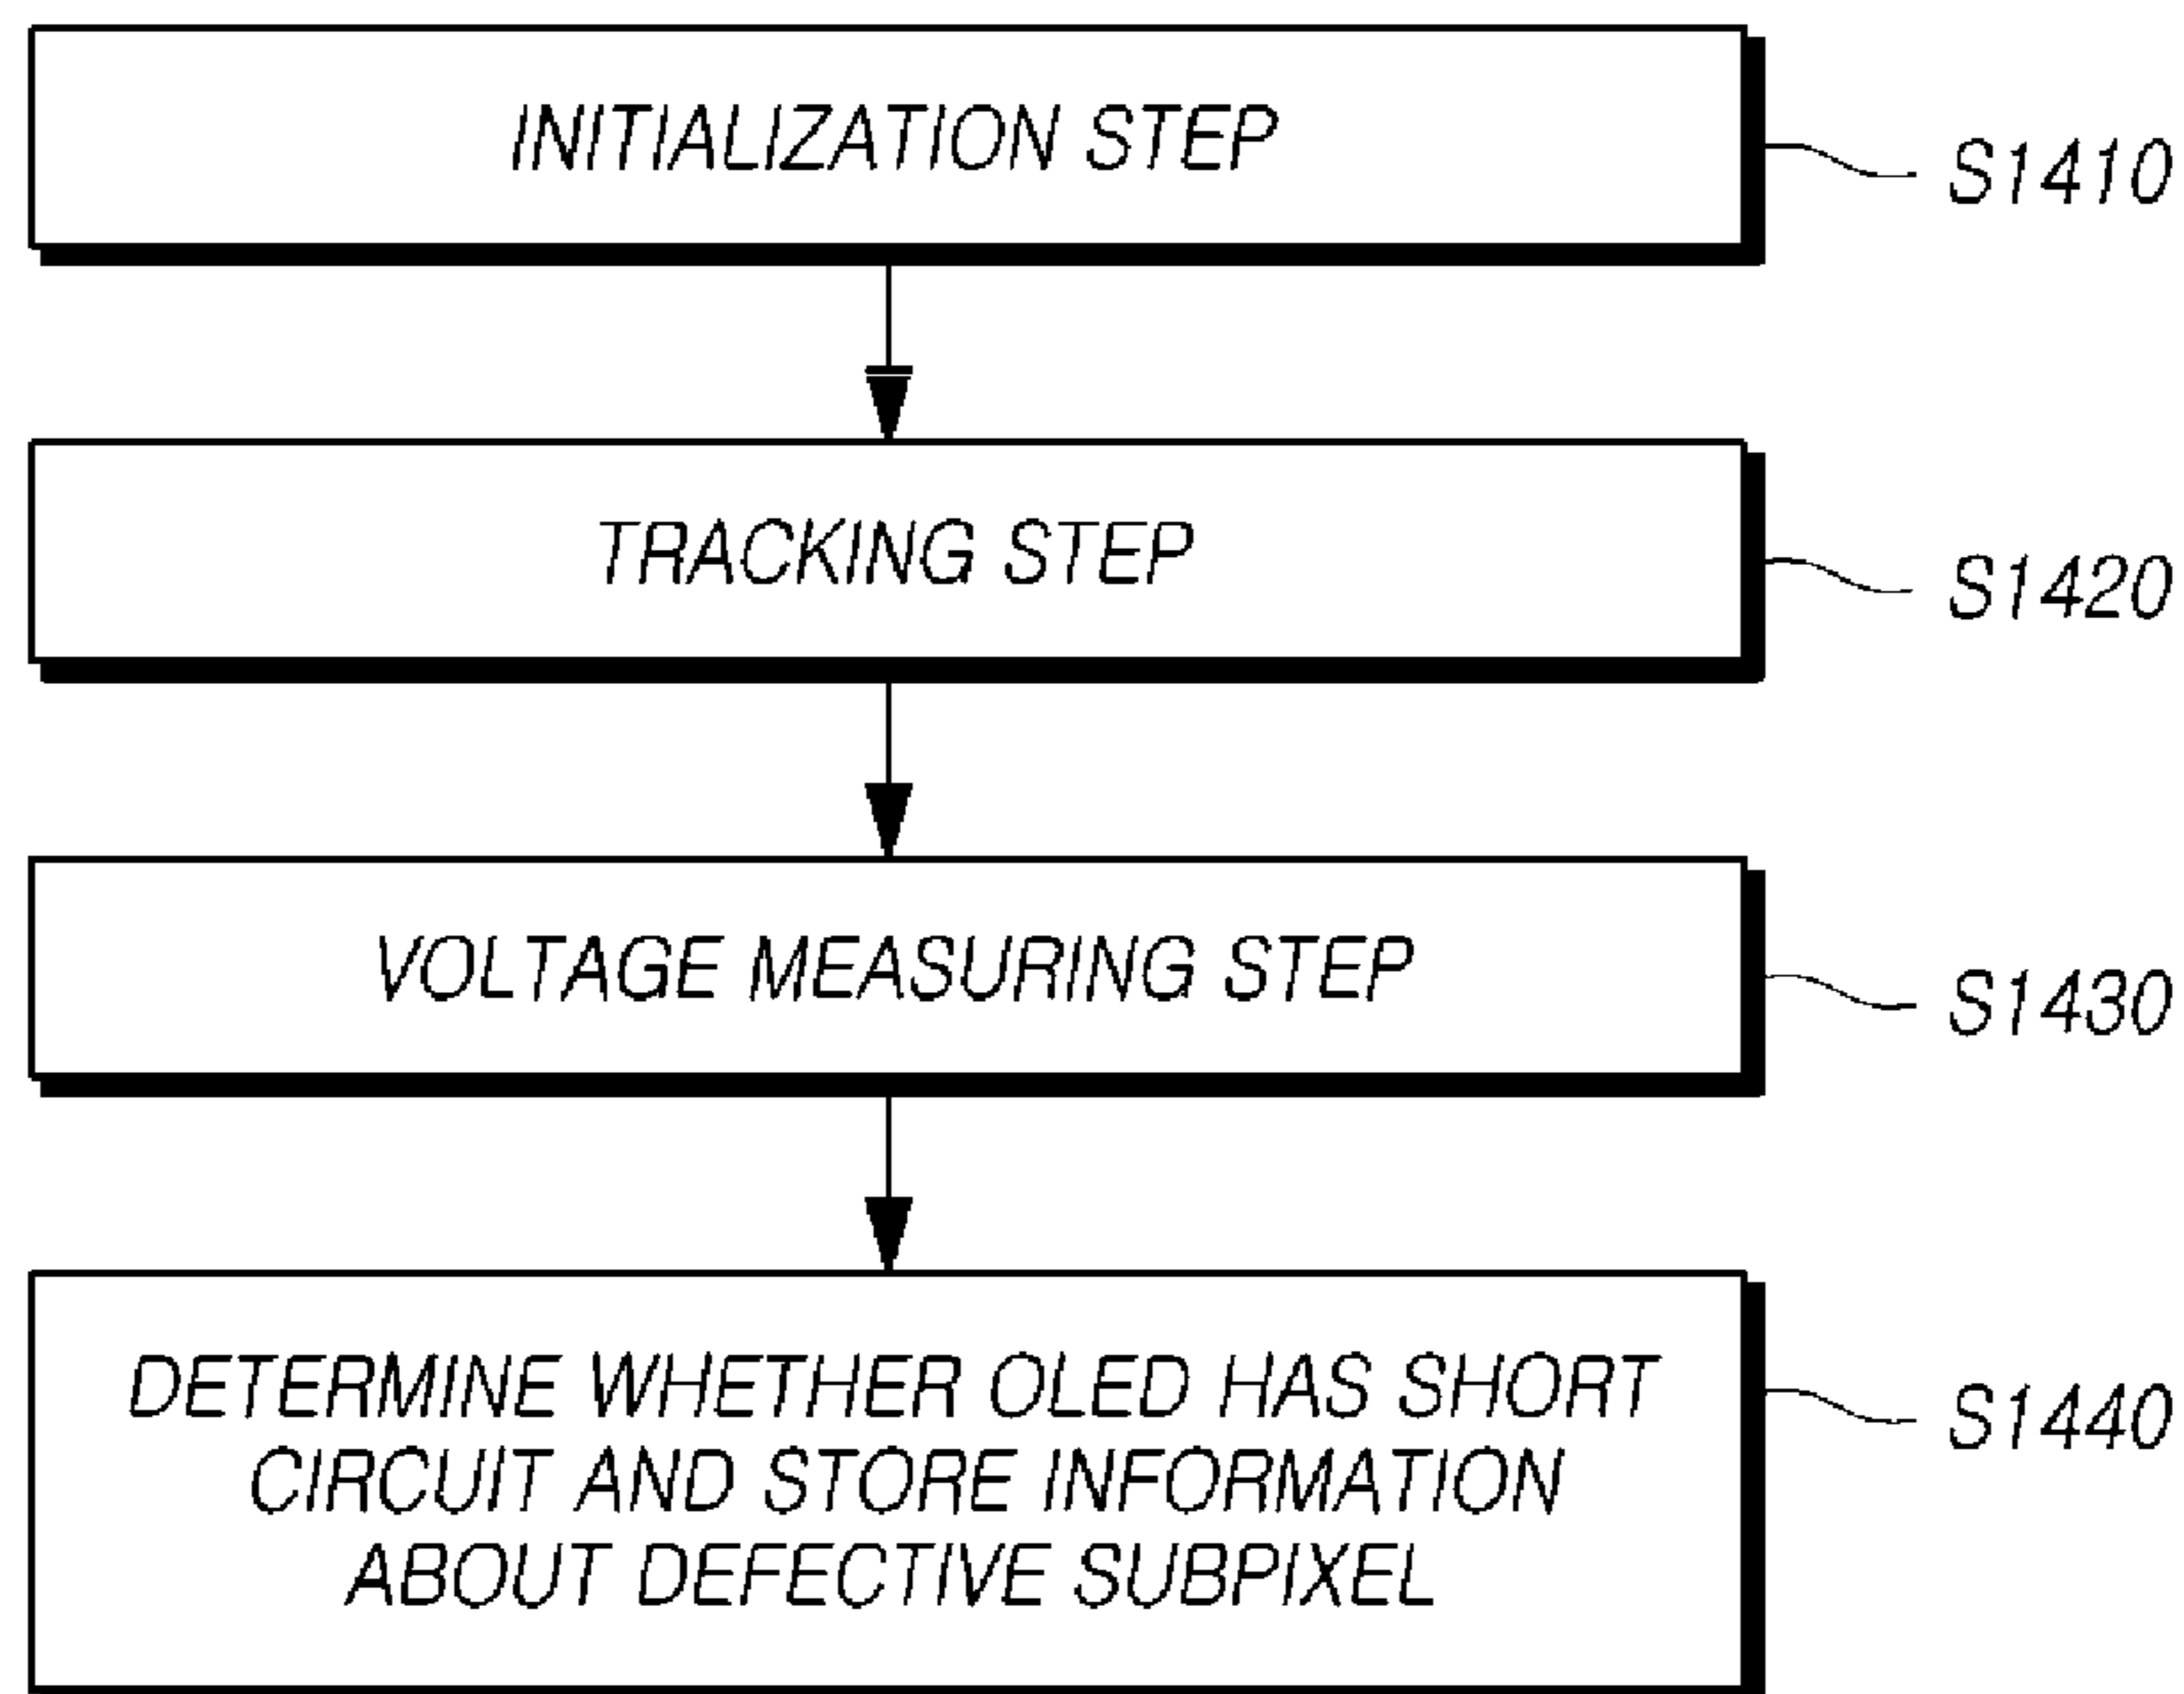 INITIALIZATION STEP
S1410
TRACKING STEP
S1420
VOLTAGE MEASURING STEP
S1430
DETERMINE WHETHER OLED HAS SHORT
CIRCUIT AND STORE INFORMATION
ABOUT DEFECTIVE SUBPIXEL
S1440